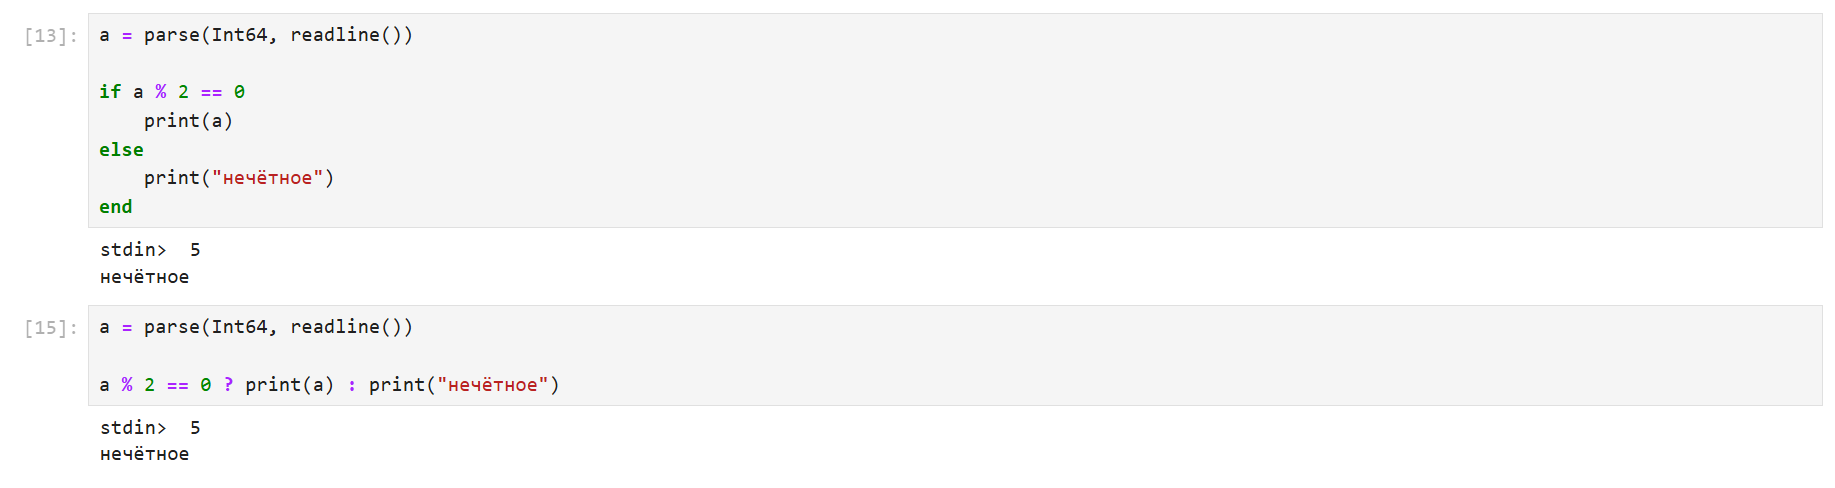 [13]: a = parse(Int64, readline())
if a % 2 == 0
    print(a)
else
    print("нечётное")
end
stdin>  5
нечётное
[15]: a = parse(Int64, readline())
a % 2 == 0 ? print(a) : print("нечётное")
stdin>  5
нечётное